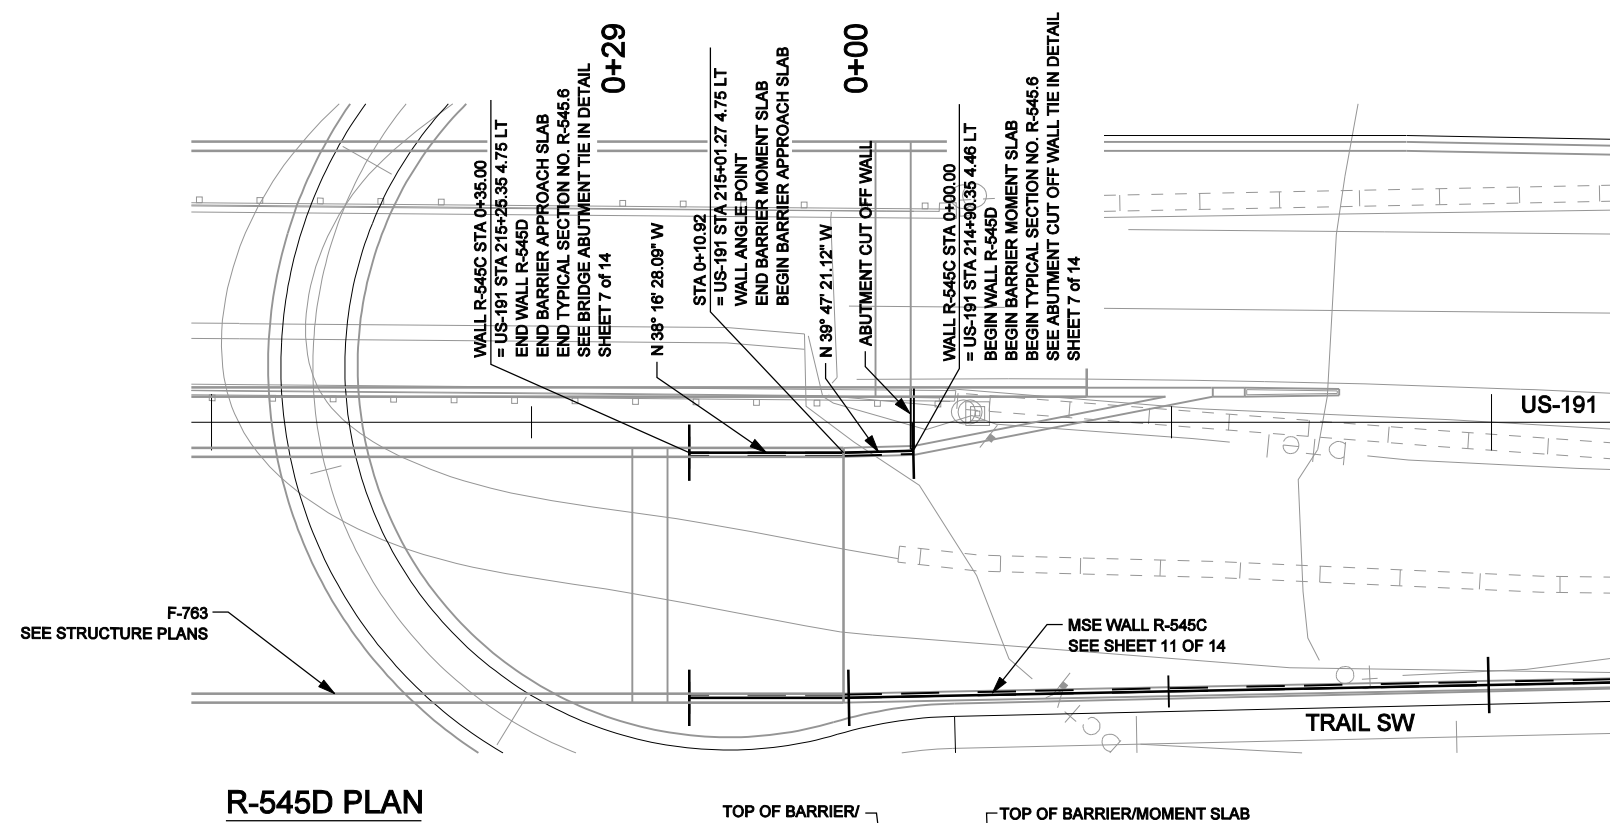 0+29
0+00
WALL R-545C STA 0+35.00
= US-191 STA 215+25.35 4.75 LT
END WALL R-545D
END BARRIER APPROACH SLAB
END TYPICAL SECTION NO. R-545.6
SEE BRIDGE ABUTMENT TIE IN DETAIL
SHEET 7 of 14
N 38° 16' 28.09" W
STA 0+10.92
= US-191 STA 215+01.27 4.75 LT
WALL ANGLE POINT
END BARRIER MOMENT SLAB
BEGIN BARRIER APPROACH SLAB
N 39° 47' 21.12" W
ABUTMENT CUT OFF WALL
WALL R-545C STA 0+00.00
= US-191 STA 214+90.35 4.46 LT
BEGIN WALL R-545D
BEGIN BARRIER MOMENT SLAB
BEGIN TYPICAL SECTION NO. R-545.6
SEE ABUTMENT CUT OFF WALL TIE IN DETAIL
SHEET 7 of 14
US-191
F-763
SEE STRUCTURE PLANS
MSE WALL R-545C
SEE SHEET 11 OF 14
TRAIL SW
R-545D PLAN
TOP OF BARRIER/
TOP OF BARRIER/MOMENT SLAB